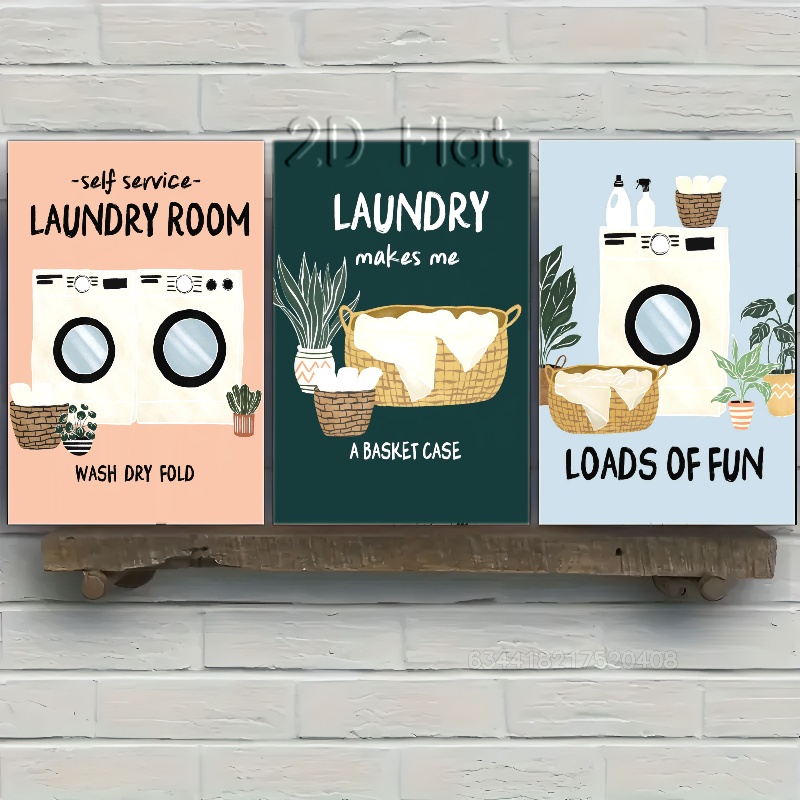 2D Flat
-self service-
LAUNDRY ROOM
WASH DRY FOLD
LAUNDRY
makes me
A BASKET CASE
LOADS OF FUN
634418217520408